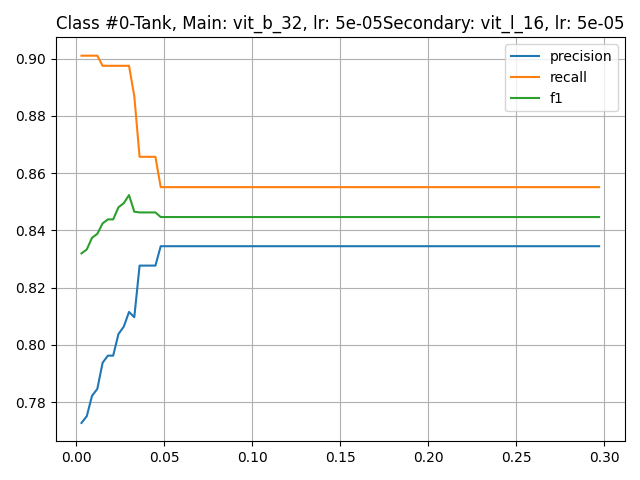 Class #0-Tank, Main: vit_b_32, lr: 5e-05Secondary: vit_l_16, lr: 5e-05
precision
recall
f1
0.90
0.88
0.86
0.84
0.82
0.80
0.78
0.00 0.05 0.10 0.15 0.20 0.25 0.30